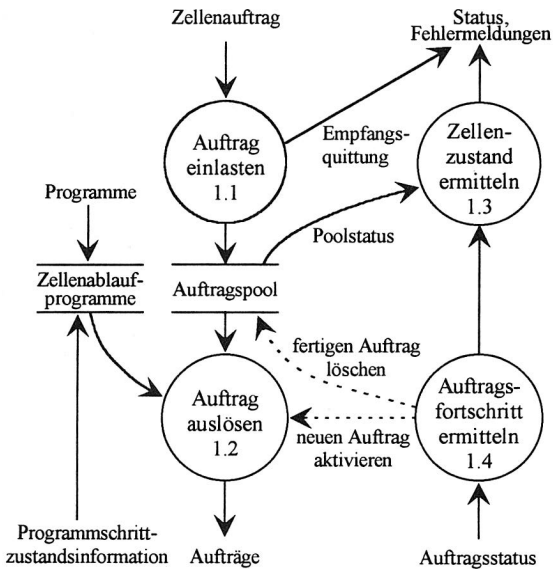 Zellenauftrag
Status,
Fehlermeldungen
Auftrag
einlasten
1.1
Empfangs-
quittung
Zellen-
zustand
ermitteln
1.3
Programme
Poolstatus
Zellenablauf-
programme
Auftragspool
fertigen Auftrag
löschen
Auftrag
auslösen
1.2
neuen Auftrag
aktivieren
Auftrags-
fortschritt
ermitteln
1.4
Programmschritt-
zustandsinformation
Aufträge
Auftragsstatus